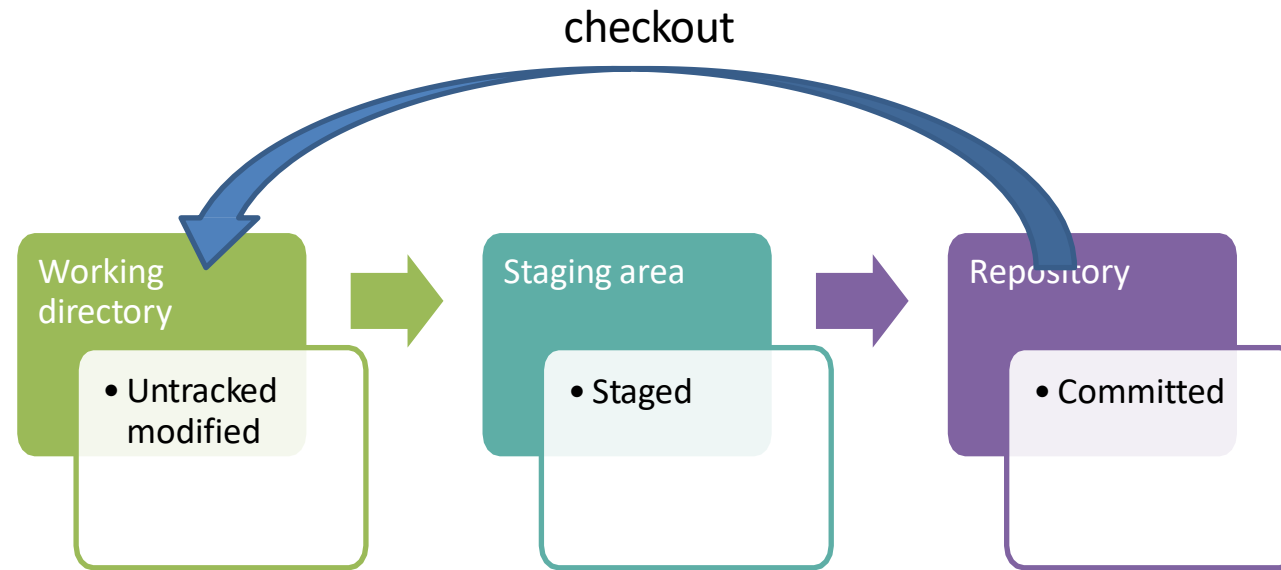 checkout
Working
directory
• Untracked
modified
Staging area
• Staged
Repository
• Committed